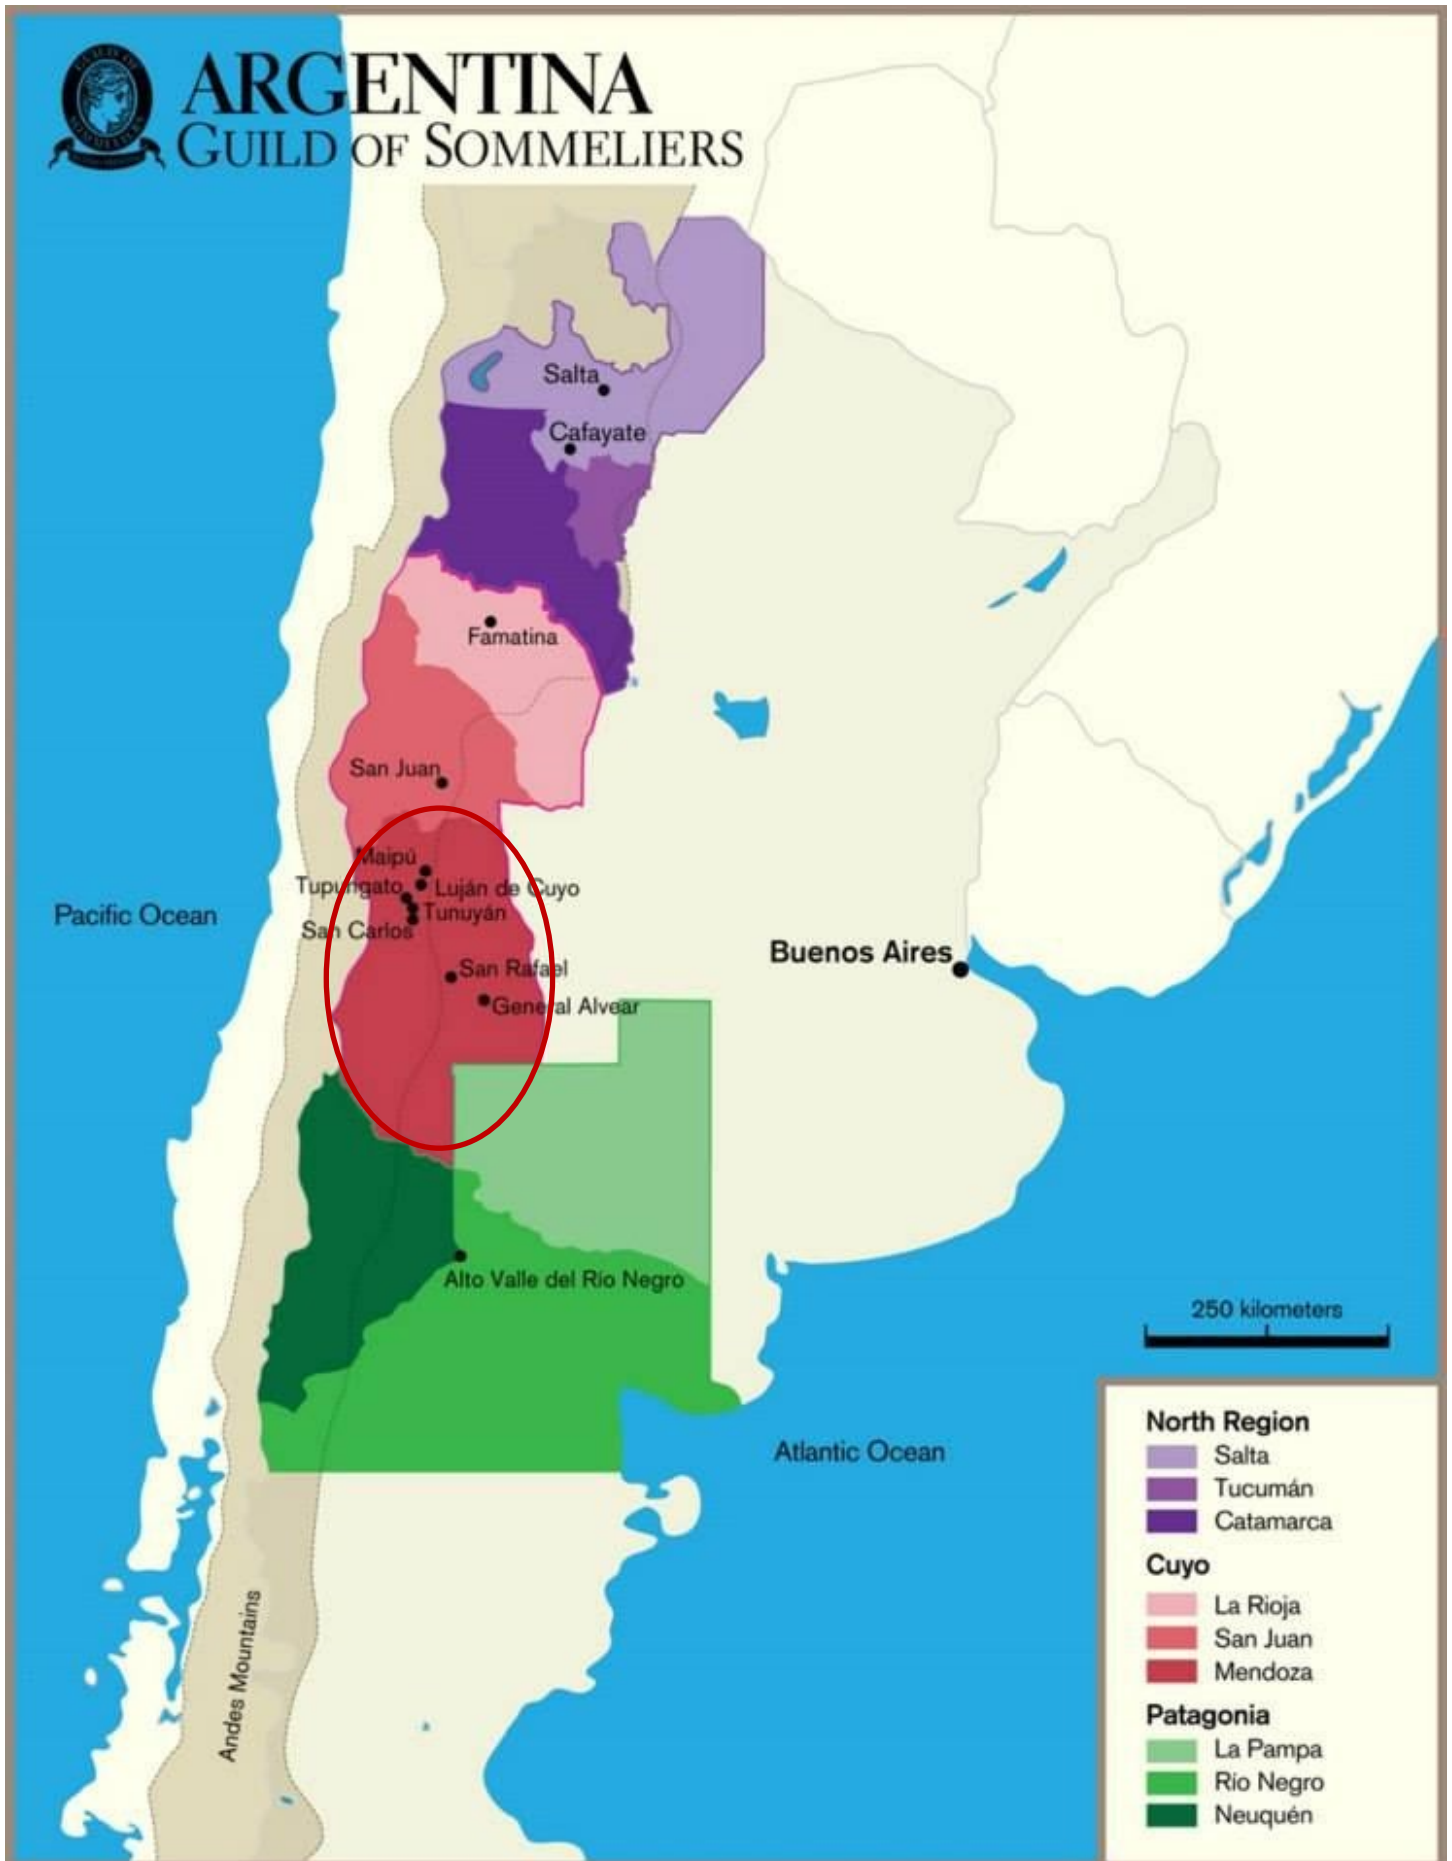 ARGENTINA
GUILD OF SOMMELIERS
Salta
Cafayate
Famatina
San Juan
Maipú
Tupungato
Luján de Cuyo
Tunuyán
San Carlos
San Rafael
General Alvear
Pacific Ocean
Buenos Aires
Alto Valle del Río Negro
250 kilometers
Atlantic Ocean
Andes Mountains
North Region
Salta
Tucumán
Catamarca
Cuyo
La Rioja
San Juan
Mendoza
Patagonia
La Pampa
Río Negro
Neuquén